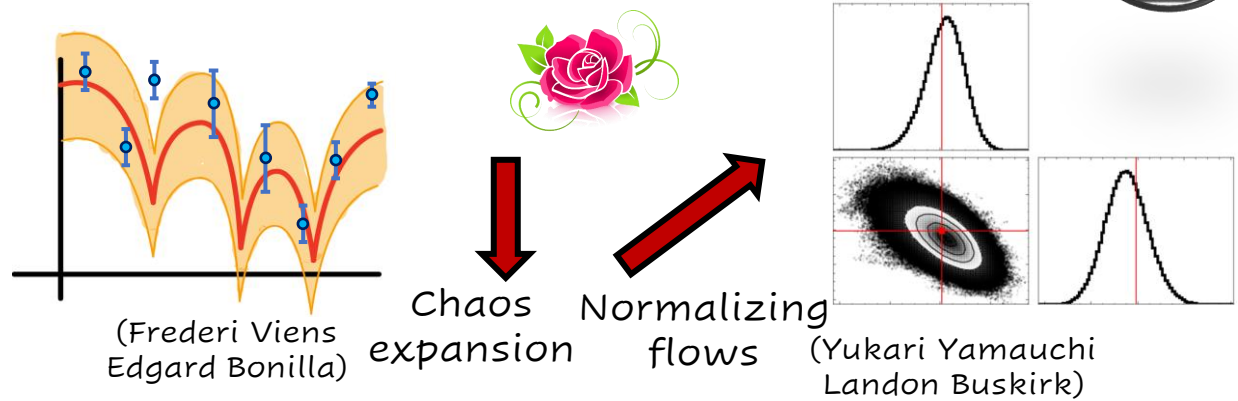 (Frederi Viens
Edgard Bonilla)
Chaos
expansion
Normalizing
flows
(Yukari Yamauchi
Landon Buskirk)